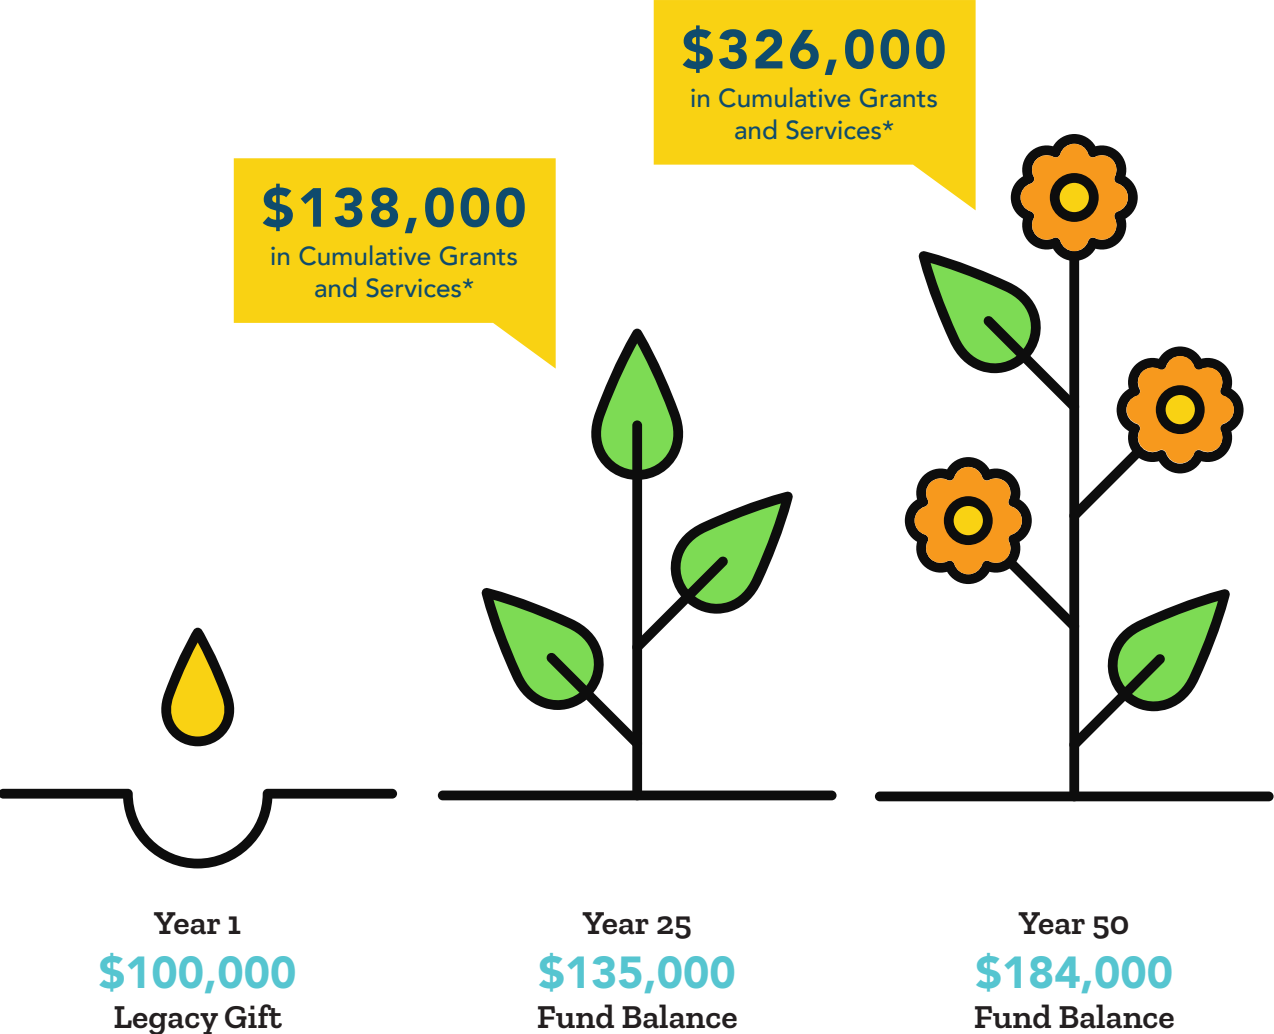 $326,000
in Cumulative Grants
and Services*
$138,000
in Cumulative Grants
and Services*
Year 1
$100,000
Legacy Gift
Year 25
$135,000
Fund Balance
Year 50
$184,000
Fund Balance